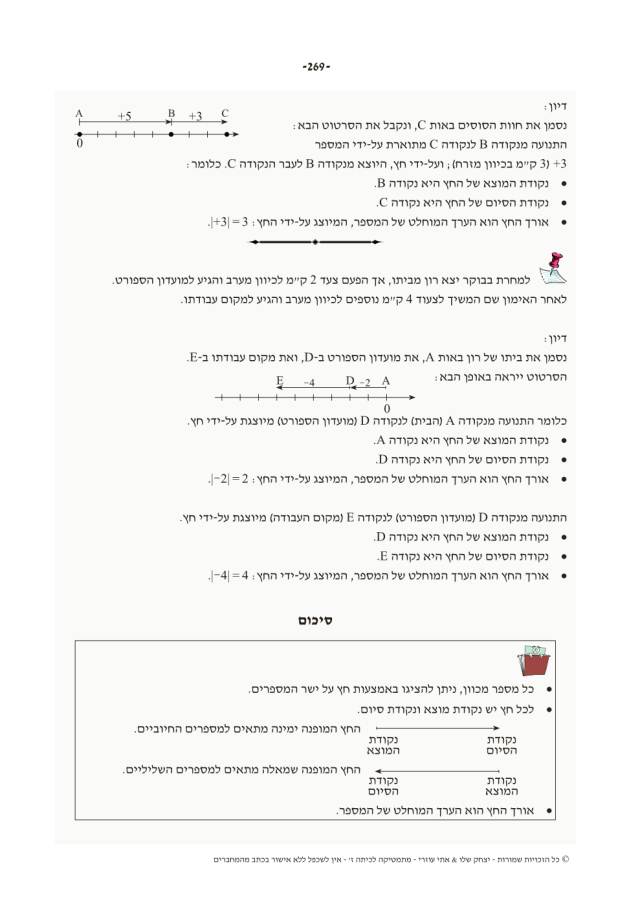 -269-
דיון:
נסמן את חוות הסוסים באות C, ונקבל את הסרטוט הבא:
A +5 B +3 C
0
התנועה מנקודה B לנקודה C מתוארת על-ידי המספר
+3 (3 ק״מ בכיוון מזרח); ועל-ידי חץ, היוצא מנקודה B לעבר הנקודה C. כלומר:
• נקודת המוצא של החץ היא נקודה B.
• נקודת הסיום של החץ היא נקודה C.
• אורך החץ הוא הערך המוחלט של המספר, המיוצג על-ידי החץ: |+3| = 3.
למחרת בבוקר יצא רון מביתו, אך הפעם צעד 2 ק״מ לכיוון מערב והגיע למועדון הספורט.
לאחר האימון שם המשיך לצעוד 4 ק״מ נוספים לכיוון מערב והגיע למקום עבודתו.
דיון:
נסמן את ביתו של רון באות A, את מועדון הספורט ב-D, ואת מקום עבודתו ב-E.
הסרטוט ייראה באופן הבא:
E −4 D −2 A
0
כלומר התנועה מנקודה A (הבית) לנקודה D (מועדון הספורט) מיוצגת על-ידי חץ.
• נקודת המוצא של החץ היא נקודה A.
• נקודת הסיום של החץ היא נקודה D.
• אורך החץ הוא הערך המוחלט של המספר, המיוצג על-ידי החץ: |−2| = 2.
התנועה מנקודה D (מועדון הספורט) לנקודה E (מקום העבודה) מיוצגת על-ידי חץ.
• נקודת המוצא של החץ היא נקודה D.
• נקודת הסיום של החץ היא נקודה E.
• אורך החץ הוא הערך המוחלט של המספר, המיוצג על-ידי החץ: |−4| = 4.
סיכום
• כל מספר מכוון, ניתן להציגו באמצעות חץ על ישר המספרים.
• לכל חץ יש נקודת מוצא ונקודת סיום.
החץ המופנה ימינה מתאים למספרים החיוביים.
נקודת נקודת
הסיום המוצא
החץ המופנה שמאלה מתאים למספרים השליליים.
נקודת נקודת
המוצא הסיום
• אורך החץ הוא הערך המוחלט של המספר.
© כל הזכויות שמורות - יצחק שלו & אתי עוזרי - מתמטיקה לכיתה ז׳ - אין לשכפל ללא אישור בכתב מהמחברים